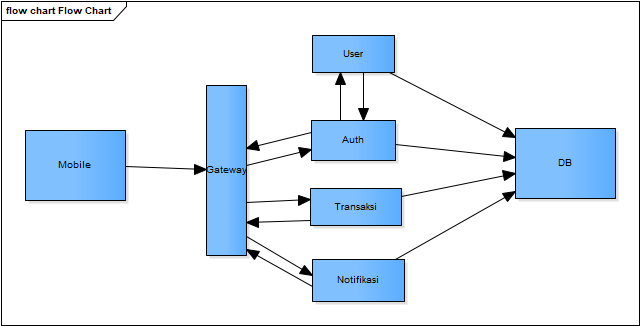 flow chart Flow Chart
User
Mobile
Gateway
Auth
DB
Transaksi
Notifikasi